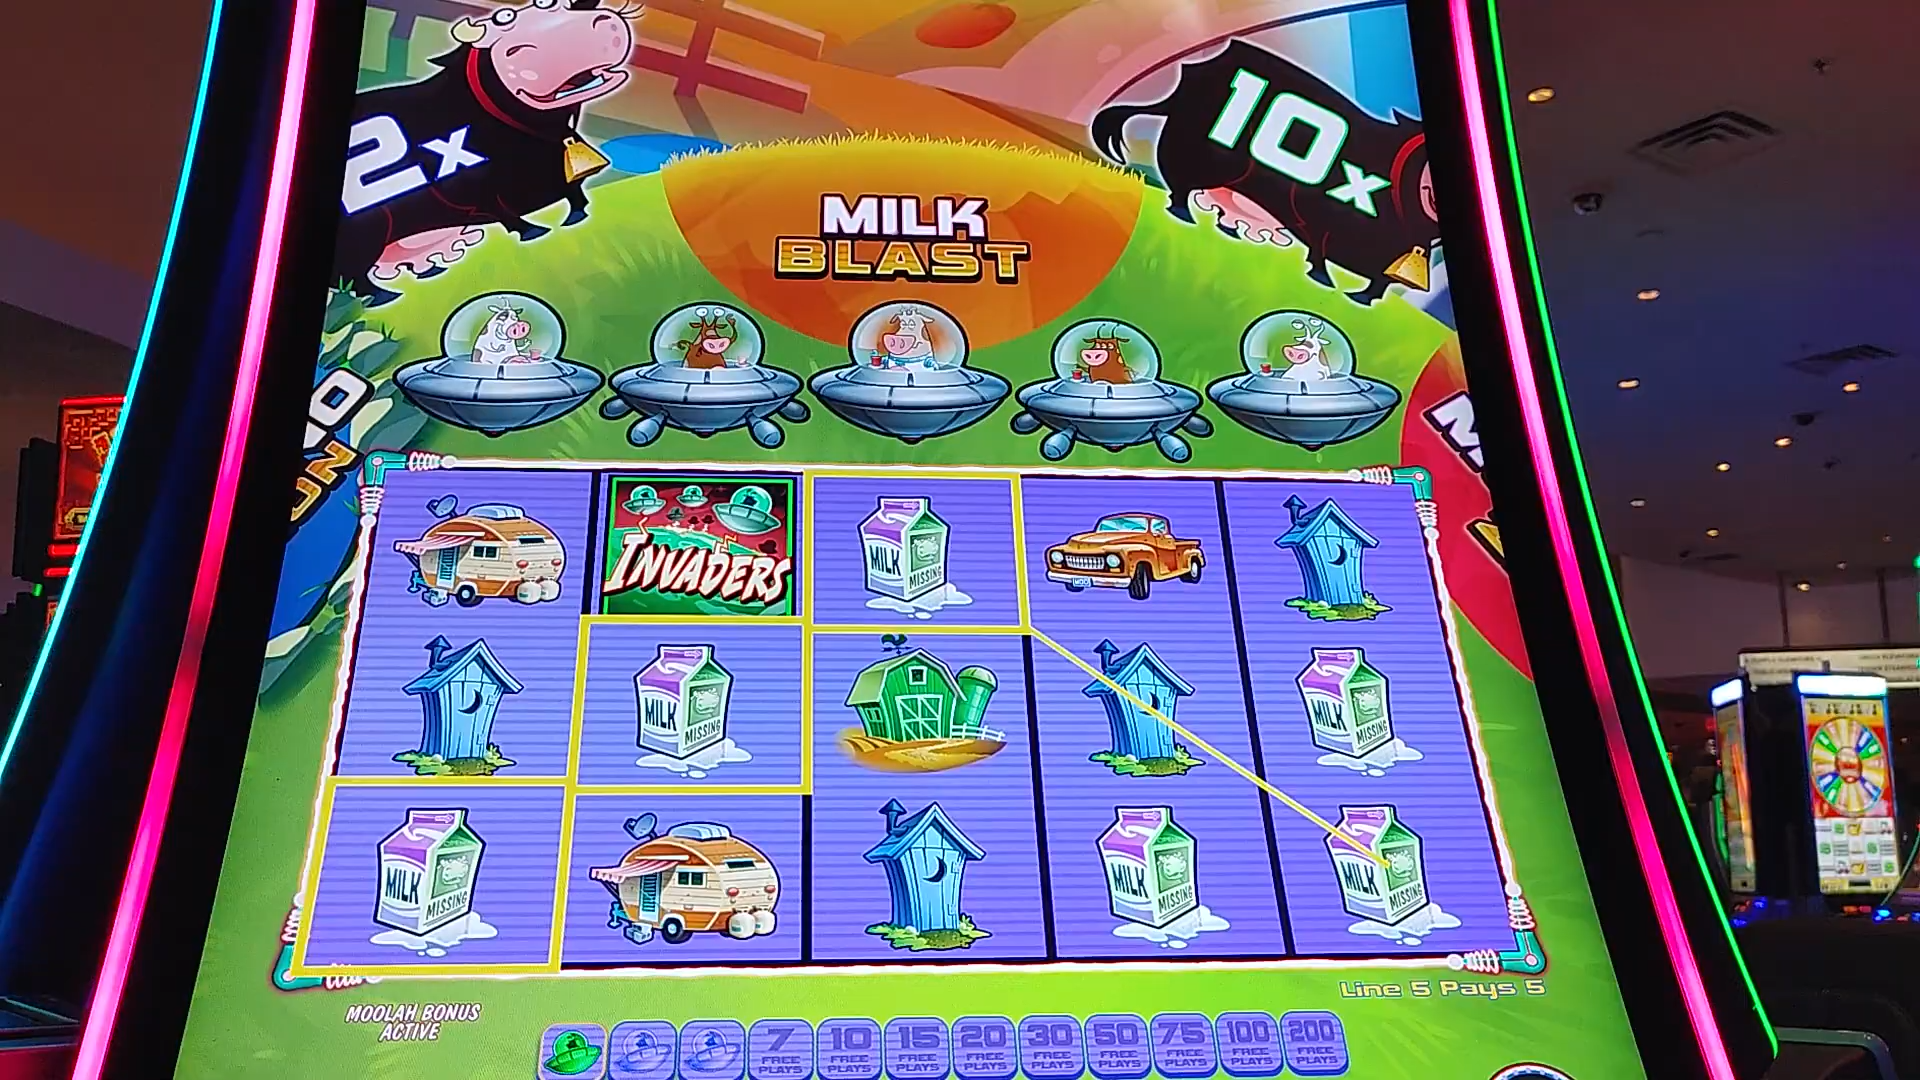 2x
10x
MILK
BLAST
INVADERS
MILK
MISSING
MOO
MILK
MISSING
MILK
MISSING
MILK
MISSING
MILK
MISSING
MILK
MISSING
Line 5 Pays 5
MOOLAH BONUS
ACTIVE
7
FREE
PLAYS
10
FREE
PLAYS
15
FREE
PLAYS
20
FREE
PLAYS
30
FREE
PLAYS
50
FREE
PLAYS
75
FREE
PLAYS
100
FREE
PLAYS
200
FREE
PLAYS